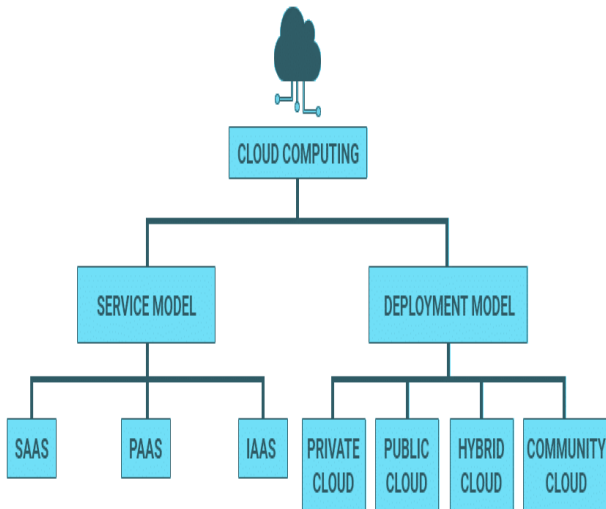 CLOUD COMPUTING
SERVICE MODEL
DEPLOYMENT MODEL
SAAS
PAAS
IAAS
PRIVATE
CLOUD
PUBLIC
CLOUD
HYBRID
CLOUD
COMMUNITY
CLOUD